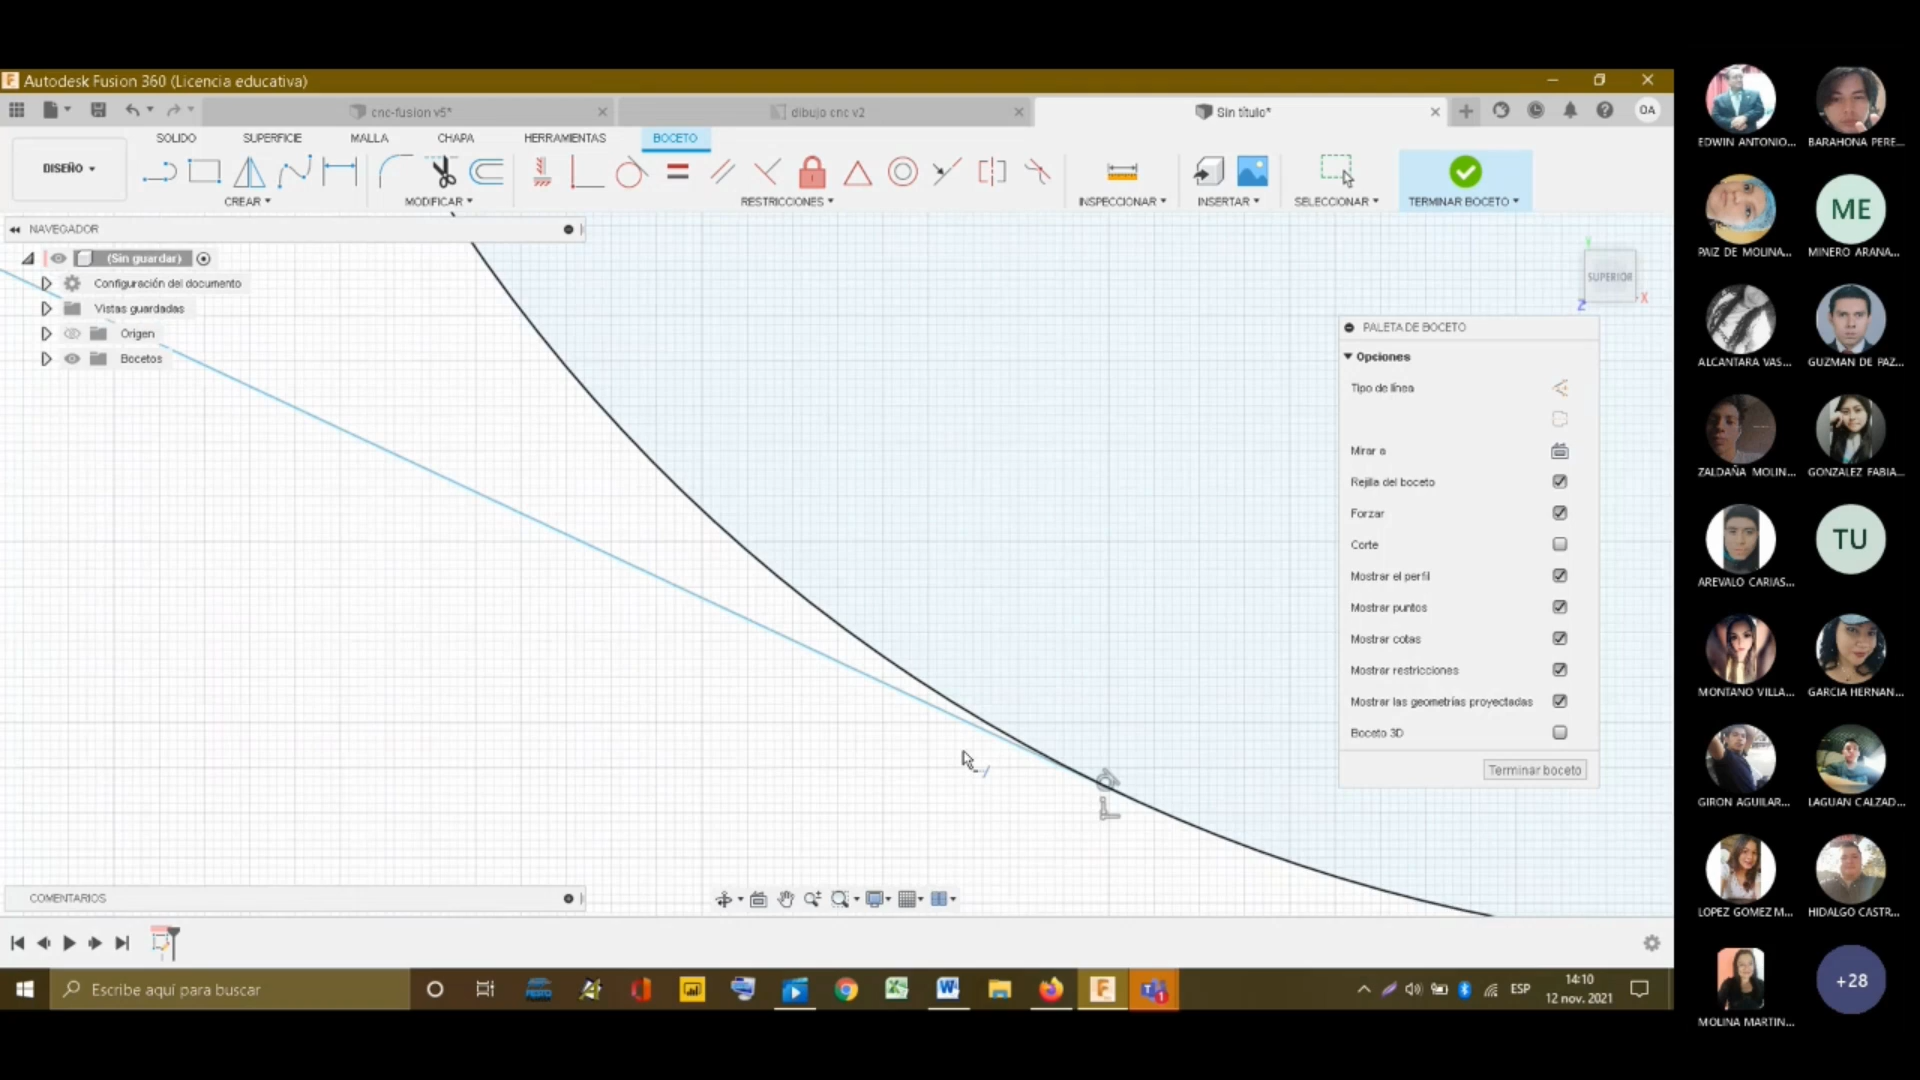 Autodesk Fusion 360 (Licencia educativa)
cnc-fusion v5*
dibujo cnc v2
Sin título*
OA
SOLIDO
SUPERFICIE
MALLA
CHAPA
HERRAMIENTAS
BOCETO
DISEÑO
CREAR
MODIFICAR
RESTRICCIONES
INSPECCIONAR
INSERTAR
SELECCIONAR
TERMINAR BOCETO
NAVEGADOR
(Sin guardar)
Configuración del documento
Vistas guardadas
Origen
Bocetos
SUPERIOR
X
Z
PALETA DE BOCETO
Opciones
Tipo de línea
Mirar a
Rejilla del boceto
Forzar
Corte
Mostrar el perfil
Mostrar puntos
Mostrar cotas
Mostrar restricciones
Mostrar las geometrías proyectadas
Boceto 3D
Terminar boceto
COMENTARIOS
Escribe aquí para buscar
ESP
14:10
12 nov. 2021
EDWIN ANTONIO...
BARAHONA PERE...
PAIZ DE MOLINA...
ME
MINERO ARANA...
ALCANTARA VAS...
GUZMAN DE PAZ...
ZALDAÑA MOLIN...
GONZALEZ FABIA...
AREVALO CARIAS...
TU
MONTANO VILLA...
GARCIA HERNAN...
GIRON AGUILAR...
LAGUAN CALZAD...
LOPEZ GOMEZ M...
HIDALGO CASTR...
MOLINA MARTIN...
+28